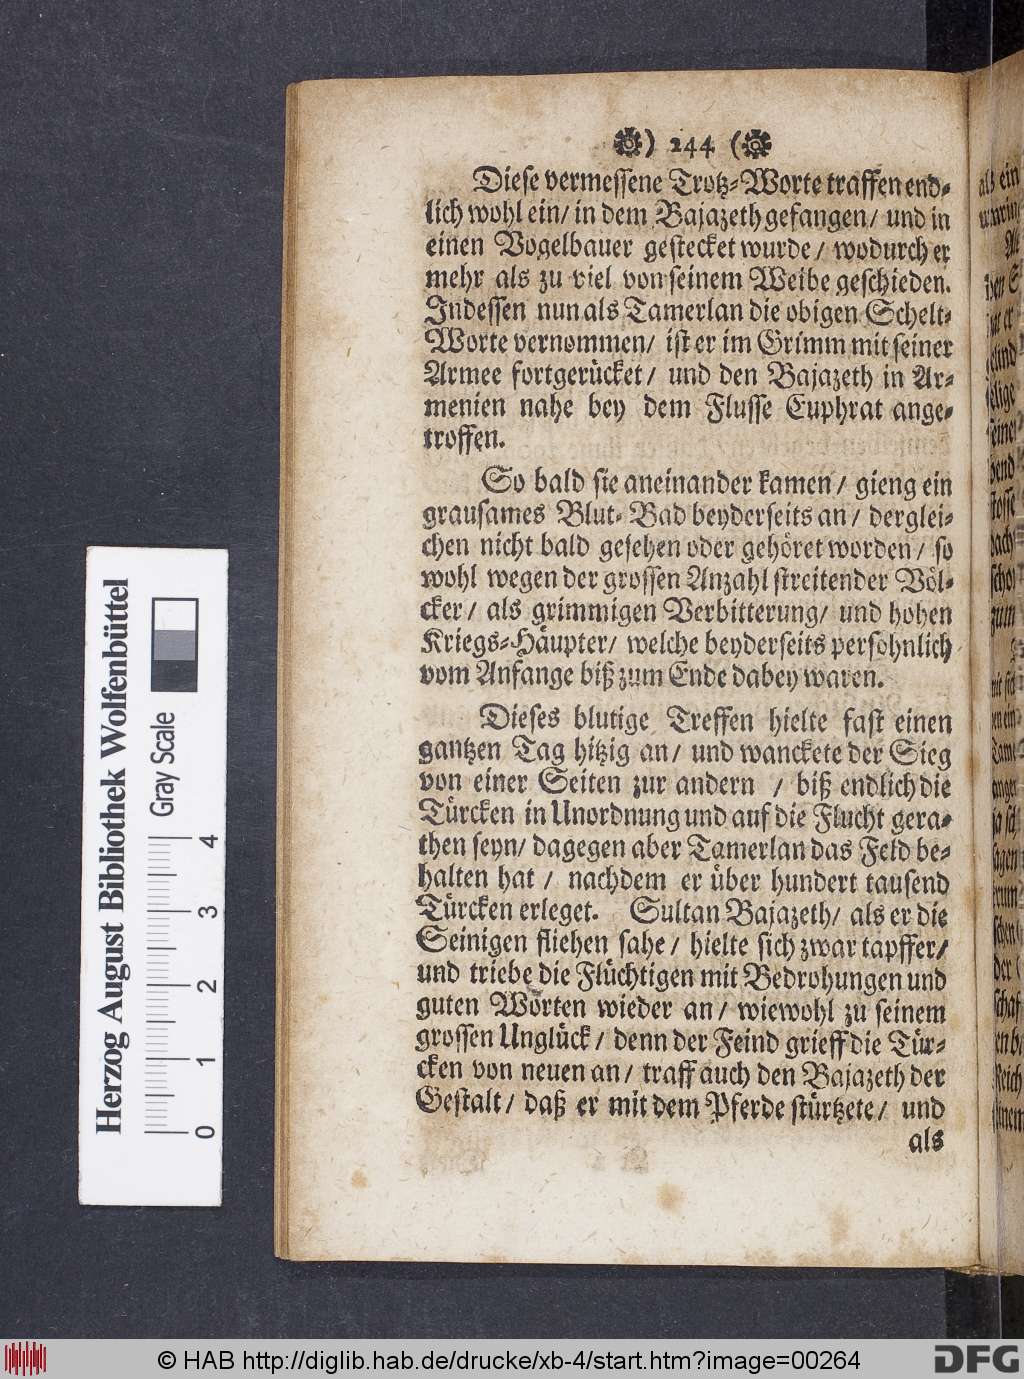 ) 244 (
Diese vermessene Trotz-Worte traffen end-
lich wohl ein/ in dem Bajazeth gefangen/ und in
einen Vogelbauer gestecket wurde/ wodurch er
mehr als zu viel von seinem Weibe geschieden.
Indessen nun als Tamerlan die obigen Schelt-
Worte vernommen/ ist er im Grimm mit seiner
Armee fortgerücket/ und den Bajazeth in Ar-
menien nahe bey dem Flusse Euphrat ange-
troffen.
So bald sie aneinander kamen/ gieng ein
grausames Blut-Bad beyderseits an/ derglei-
chen nicht bald gesehen oder gehöret worden/ so
wohl wegen der grossen Anzahl streitender Völ-
cker/ als grimmigen Verbitterung/ und hohen
Kriegs-Häupter/ welche beyderseits persohnlich
vom Anfange biß zum Ende dabey waren.
Dieses blutige Treffen hielte fast einen
gantzen Tag hitzig an/ und wanckete der Sieg
von einer Seiten zur andern / biß endlich die
Türcken in Unordnung und auf die Flucht gera-
then seyn/ dagegen aber Tamerlan das Feld be-
halten hat / nachdem er über hundert tausend
Türcken erleget. Sultan Bajazeth/ als er die
Seinigen fliehen sahe/ hielte sich zwar tapffer/
und triebe die Flüchtigen mit Bedrohungen und
guten Worten wieder an/ wiewohl zu seinem
grossen Unglück/ denn der Feind grieff die Tür-
cken von neuen an/ traff auch den Bajazeth der
Gestalt/ daß er mit dem Pferde stürtzete/ und
als
Herzog August Bibliothek Wolfenbüttel
Gray Scale
0 1 2 3 4
© HAB http://diglib.hab.de/drucke/xb-4/start.htm?image=00264
DFG